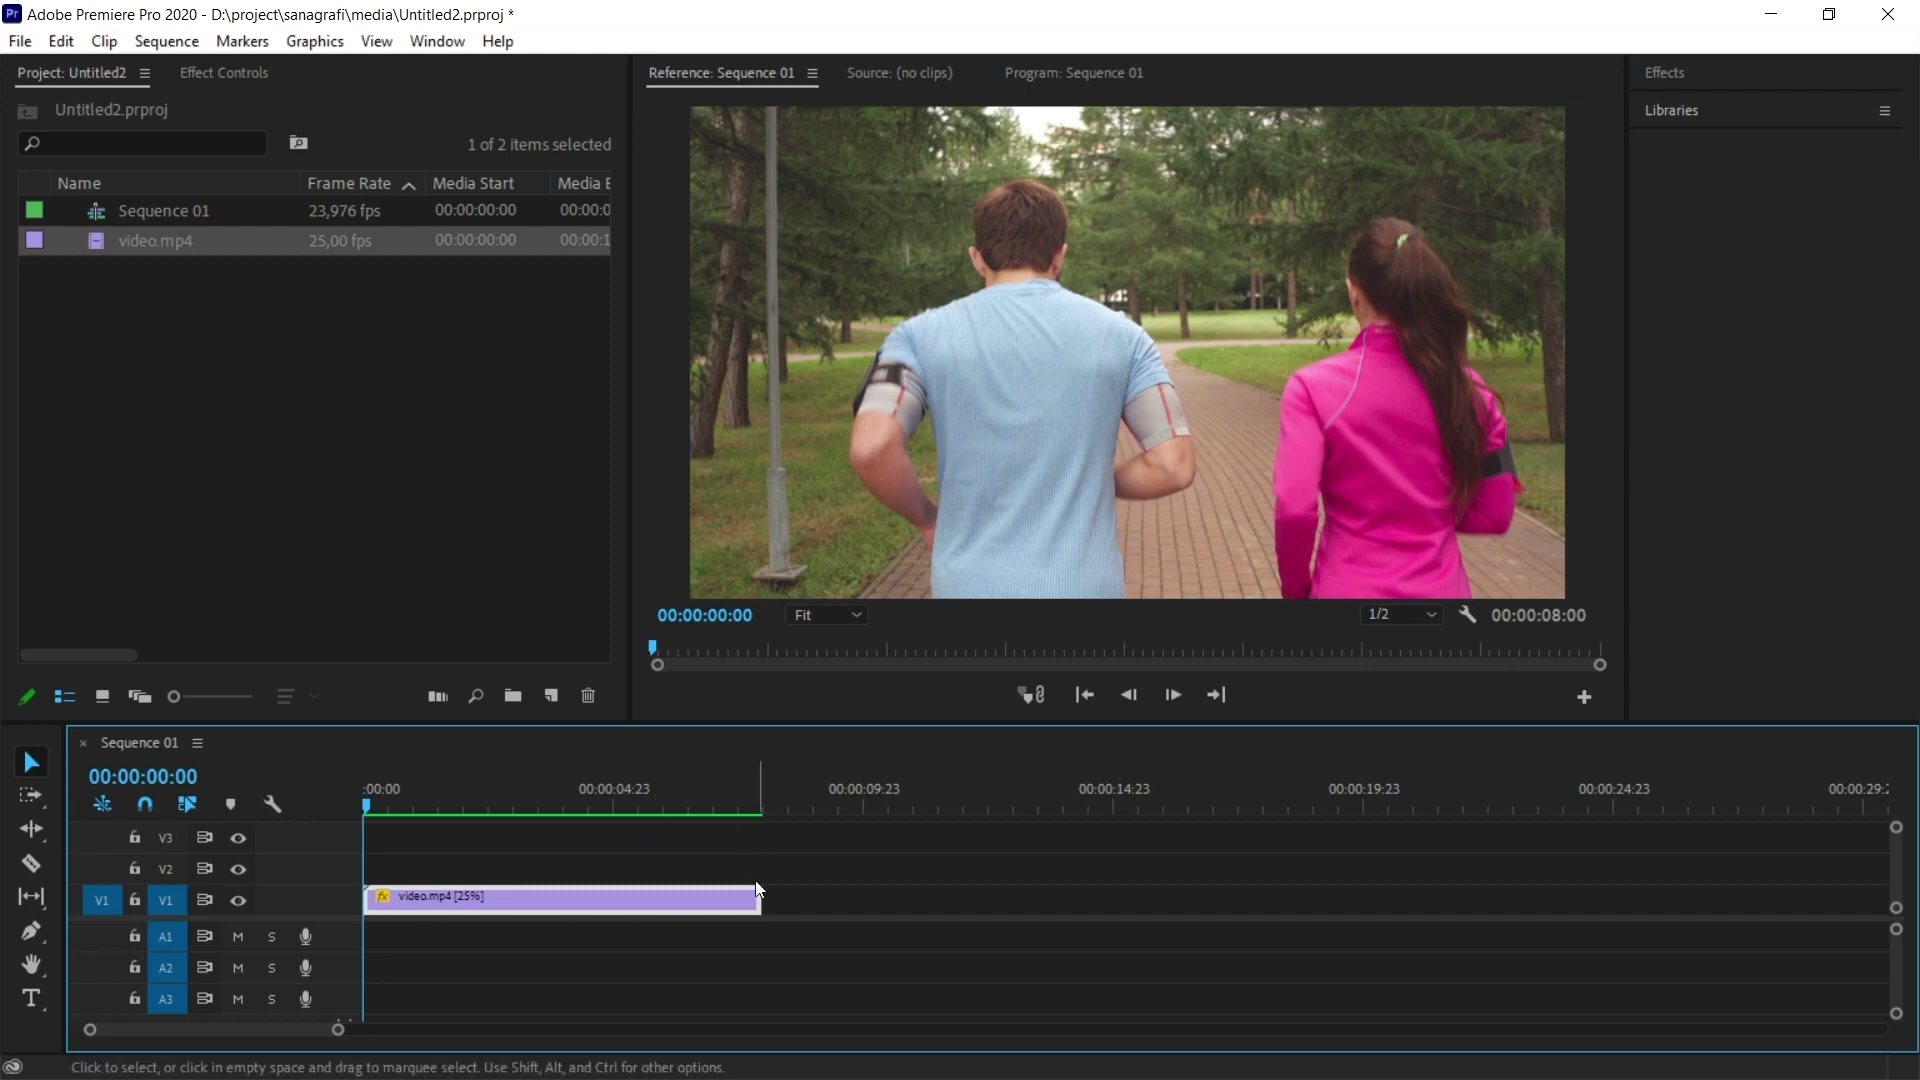 Pr Adobe Premiere Pro 2020 - D:\project\sanagrafi\media\Untitled2.prproj *
File Edit Clip Sequence Markers Graphics View Window Help
Project: Untitled2 Effect Controls
Untitled2.prproj
1 of 2 items selected
Name Frame Rate Media Start Media E
Sequence 01 23,976 fps 00:00:00:00 00:00:0
video.mp4 25,00 fps 00:00:00:00 00:00:1
Reference: Sequence 01 Source: (no clips) Program: Sequence 01
00:00:00:00 Fit 1/2 00:00:08:00
Effects
Libraries
× Sequence 01
00:00:00:00
:00:00 00:00:04:23 00:00:09:23 00:00:14:23 00:00:19:23 00:00:24:23 00:00:29:2
V3
V2
V1 V1 fx video.mp4 [25%]
A1 M S
A2 M S
A3 M S
Click to select, or click in empty space and drag to marquee select. Use Shift, Alt, and Ctrl for other options.